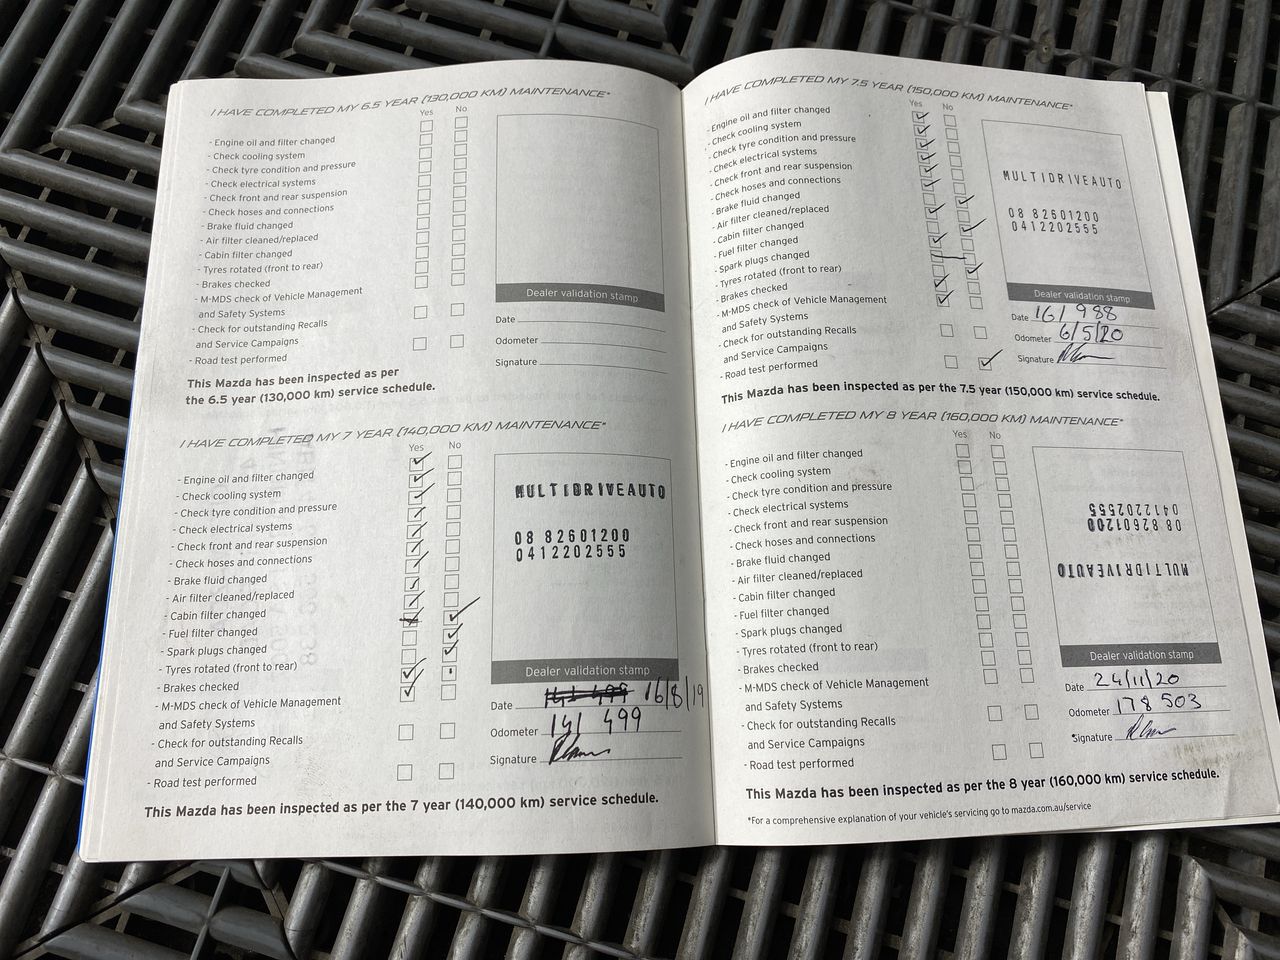 I HAVE COMPLETED MY 6.5 YEAR (130,000 KM) MAINTENANCE*
Yes No
- Engine oil and filter changed
- Check cooling system
- Check tyre condition and pressure
- Check electrical systems
- Check front and rear suspension
- Check hoses and connections
- Brake fluid changed
- Air filter cleaned/replaced
- Cabin filter changed
- Tyres rotated (front to rear)
- Brakes checked
- M-MDS check of Vehicle Management
and Safety Systems
- Check for outstanding Recalls
and Service Campaigns
- Road test performed
Dealer validation stamp
Date
Odometer
Signature
This Mazda has been inspected as per
the 6.5 year (130,000 km) service schedule.
I HAVE COMPLETED MY 7 YEAR (140,000 KM) MAINTENANCE*
Yes No
- Engine oil and filter changed
- Check cooling system
- Check tyre condition and pressure
- Check electrical systems
- Check front and rear suspension
- Check hoses and connections
- Brake fluid changed
- Air filter cleaned/replaced
- Cabin filter changed
- Fuel filter changed
- Spark plugs changed
- Tyres rotated (front to rear)
- Brakes checked
- M-MDS check of Vehicle Management
and Safety Systems
- Check for outstanding Recalls
and Service Campaigns
- Road test performed
MULTIDRIVEAUTO
08 82601200
0412202555
Dealer validation stamp
Date 16/8/19
Odometer 141 499
Signature
This Mazda has been inspected as per the 7 year (140,000 km) service schedule.
I HAVE COMPLETED MY 7.5 YEAR (150,000 KM) MAINTENANCE*
Yes No
- Engine oil and filter changed
- Check cooling system
- Check tyre condition and pressure
- Check electrical systems
- Check front and rear suspension
- Check hoses and connections
- Brake fluid changed
- Air filter cleaned/replaced
- Cabin filter changed
- Fuel filter changed
- Spark plugs changed
- Tyres rotated (front to rear)
- Brakes checked
- M-MDS check of Vehicle Management
and Safety Systems
- Check for outstanding Recalls
and Service Campaigns
- Road test performed
MULTIDRIVEAUTO
08 82601200
0412202555
Dealer validation stamp
Date 161988
Odometer 6/5/20
Signature
This Mazda has been inspected as per the 7.5 year (150,000 km) service schedule.
I HAVE COMPLETED MY 8 YEAR (160,000 KM) MAINTENANCE*
Yes No
- Engine oil and filter changed
- Check cooling system
- Check tyre condition and pressure
- Check electrical systems
- Check front and rear suspension
- Check hoses and connections
- Brake fluid changed
- Air filter cleaned/replaced
- Cabin filter changed
- Fuel filter changed
- Spark plugs changed
- Tyres rotated (front to rear)
- Brakes checked
- M-MDS check of Vehicle Management
and Safety Systems
- Check for outstanding Recalls
and Service Campaigns
- Road test performed
MULTIDRIVEAUTO
08 82601200
0412202555
Dealer validation stamp
Date 24/11/20
Odometer 178 503
Signature
This Mazda has been inspected as per the 8 year (160,000 km) service schedule.
*For a comprehensive explanation of your vehicle's servicing go to mazda.com.au/service